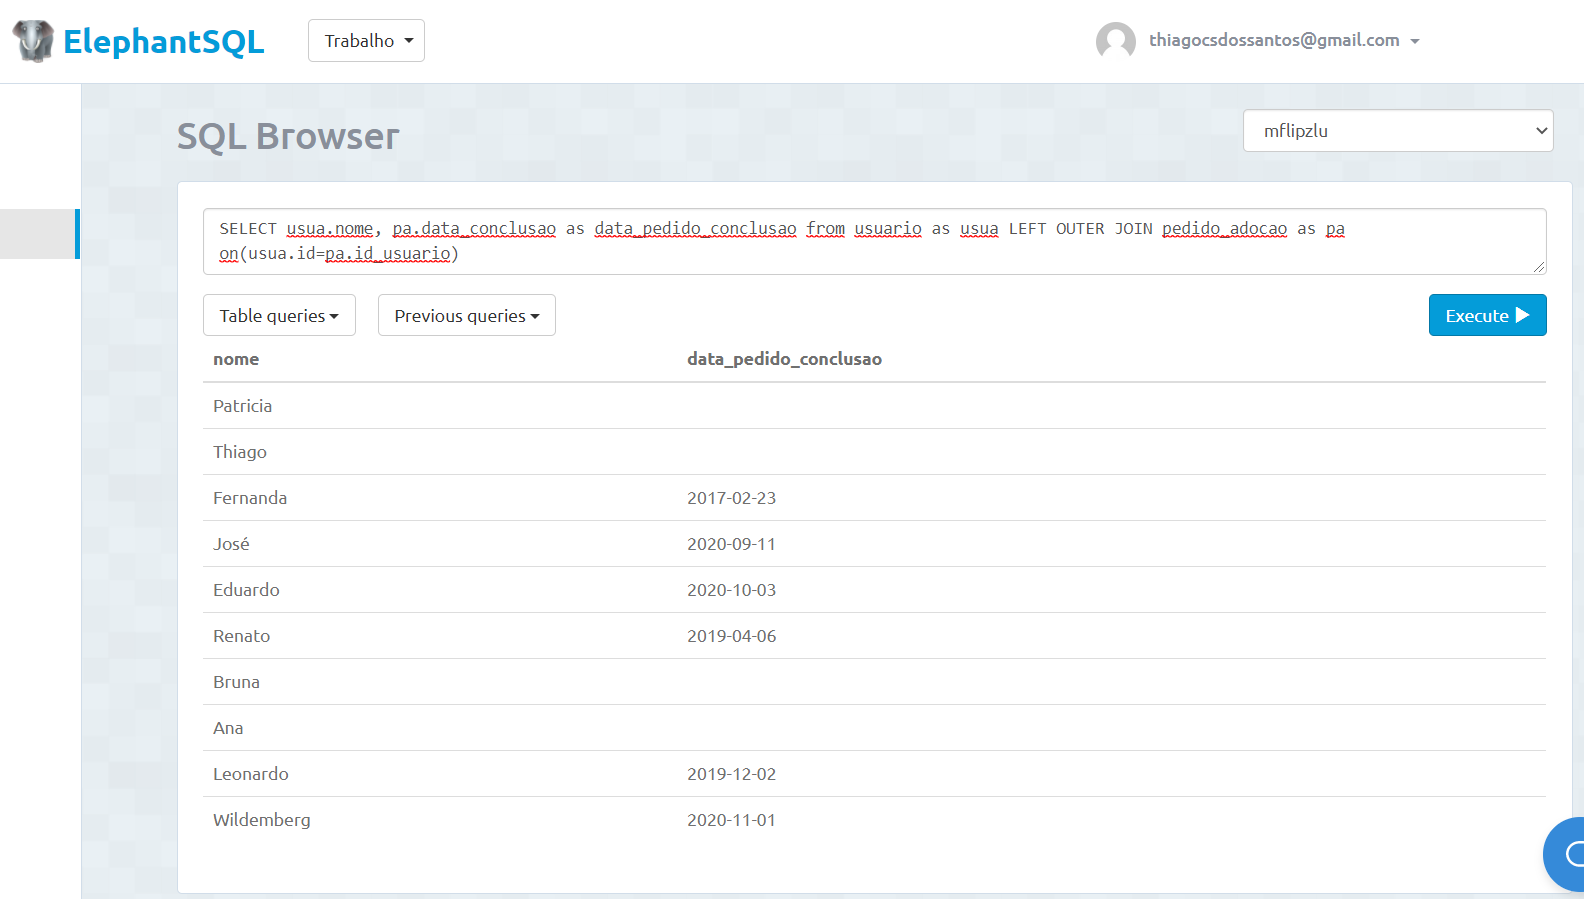 ElephantSQL
Trabalho
thiagocsdossantos@gmail.com
SQL Browser
mflipzlu
SELECT usua.nome, pa.data_conclusao as data_pedido_conclusao from usuario as usua LEFT OUTER JOIN pedido_adocao as pa
on(usua.id=pa.id_usuario)
Table queries
Previous queries
Execute
nome data_pedido_conclusao
Patricia
Thiago
Fernanda 2017-02-23
José 2020-09-11
Eduardo 2020-10-03
Renato 2019-04-06
Bruna
Ana
Leonardo 2019-12-02
Wildemberg 2020-11-01